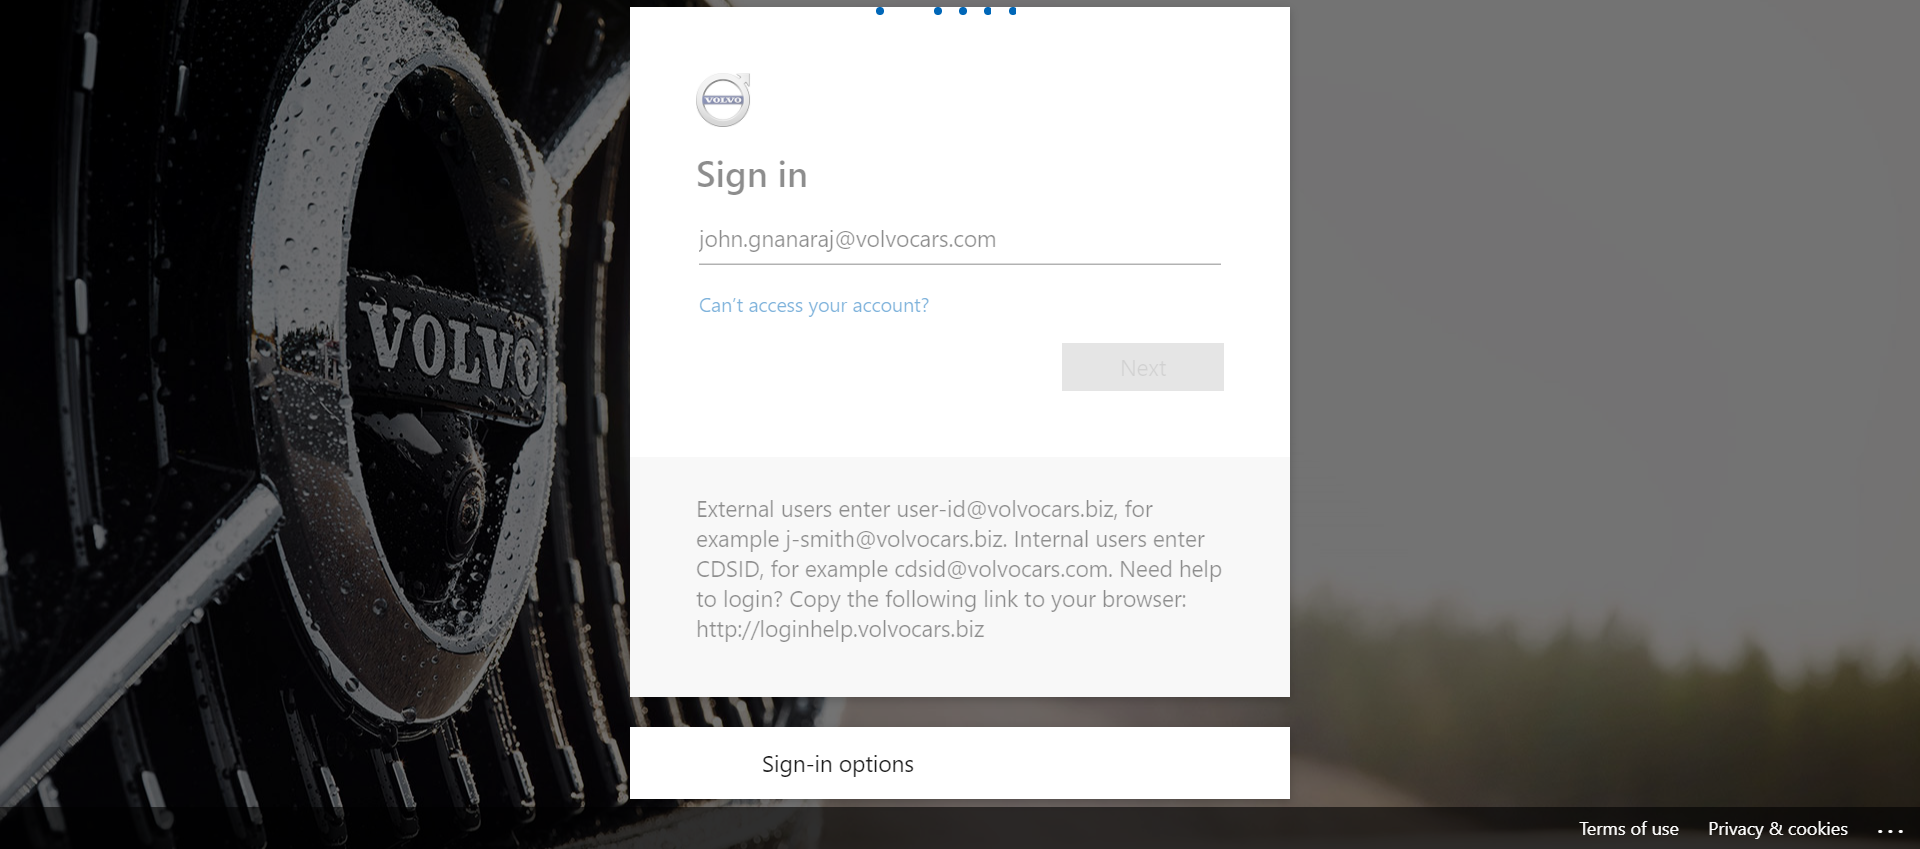 VOLVO
VOLVO
Sign in
john.gnanaraj@volvocars.com
Can't access your account?
Next
External users enter user-id@volvocars.biz, for
example j-smith@volvocars.biz. Internal users enter
CDSID, for example cdsid@volvocars.com. Need help
to login? Copy the following link to your browser:
http://loginhelp.volvocars.biz
Sign-in options
Terms of use
Privacy & cookies
...